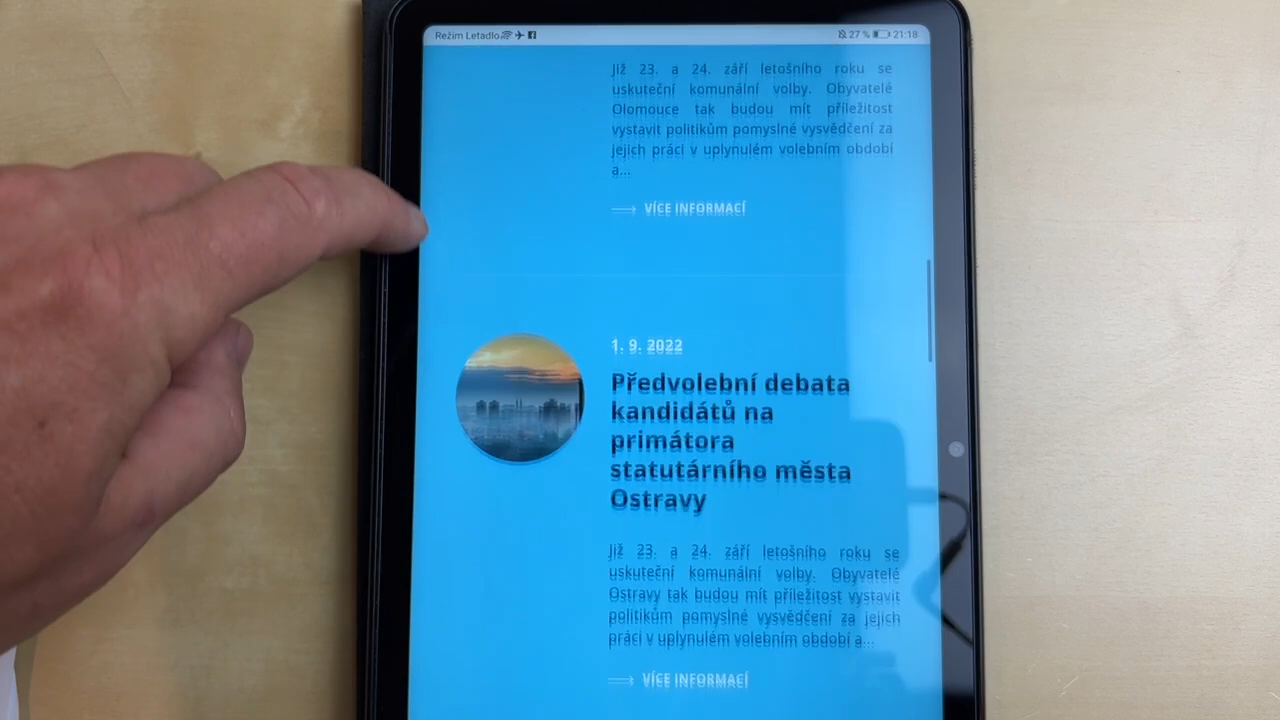 Režim Letadlo 27 % 21:18
Již 23. a 24. září letošního roku se
uskuteční komunální volby. Obyvatelé
Olomouce tak budou mít příležitost
vystavit politikům pomyslné vysvědčení za
jejich práci v uplynulém volebním období
a...
VÍCE INFORMACÍ
1. 9. 2022
Předvolební debata
kandidátů na
primátora
statutárního města
Ostravy
Již 23. a 24. září letošního roku se
uskuteční komunální volby. Obyvatelé
Ostravy tak budou mít příležitost vystavit
politikům pomyslné vysvědčení za jejich
práci v uplynulém volebním období a...
VÍCE INFORMACÍ